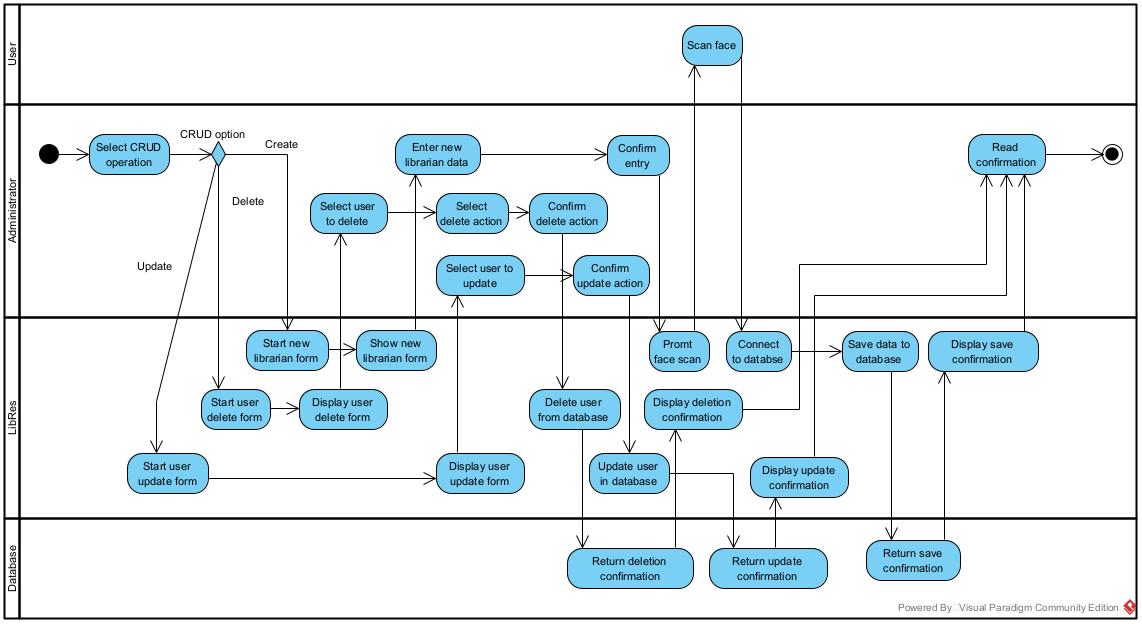 User
Scan face
Administrator
Select CRUD
operation
CRUD option
Create
Delete
Update
Enter new
librarian data
Confirm
entry
Read
confirmation
Select user
to delete
Select
delete action
Confirm
delete action
Select user to
update
Confirm
update action
LibRes
Start new
librarian form
Show new
librarian form
Promt
face scan
Connect
to databse
Save data to
database
Display save
confirmation
Start user
delete form
Display user
delete form
Delete user
from database
Display deletion
confirmation
Start user
update form
Display user
update form
Update user
in database
Display update
confirmation
Database
Return deletion
confirmation
Return update
confirmation
Return save
confirmation
Powered By Visual Paradigm Community Edition